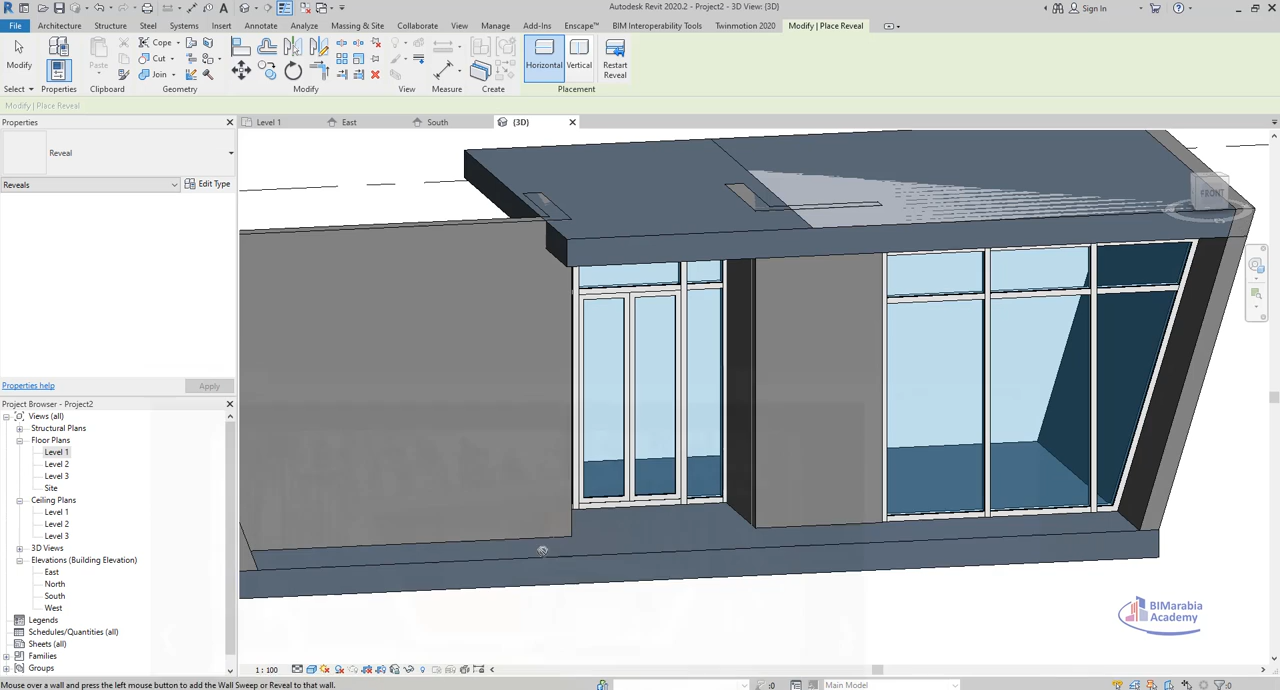 Autodesk Revit 2020.2 - Project2 - 3D View: {3D}
Sign In
File
Architecture
Structure
Steel
Systems
Insert
Annotate
Analyze
Massing & Site
Collaborate
View
Manage
Add-Ins
Enscape™
BIM Interoperability Tools
Twinmotion 2020
Modify | Place Reveal
Modify
Paste
Cope
Cut
Join
Horizontal
Vertical
Restart
Reveal
Select
Properties
Clipboard
Geometry
Modify
View
Measure
Create
Placement
Modify | Place Reveal
Properties
Level 1
East
South
{3D}
Reveal
Reveals
Edit Type
FRONT
Properties help
Apply
Project Browser - Project2
Views (all)
Structural Plans
Floor Plans
Level 1
Level 2
Level 3
Site
Ceiling Plans
Level 1
Level 2
Level 3
3D Views
Elevations (Building Elevation)
East
North
South
West
Legends
Schedules/Quantities (all)
Sheets (all)
Families
Groups
BIMarabia
Academy
1 : 100
Mouse over a wall and press the left mouse button to add the Wall Sweep or Reveal to that wall.
:0
Main Model
:0